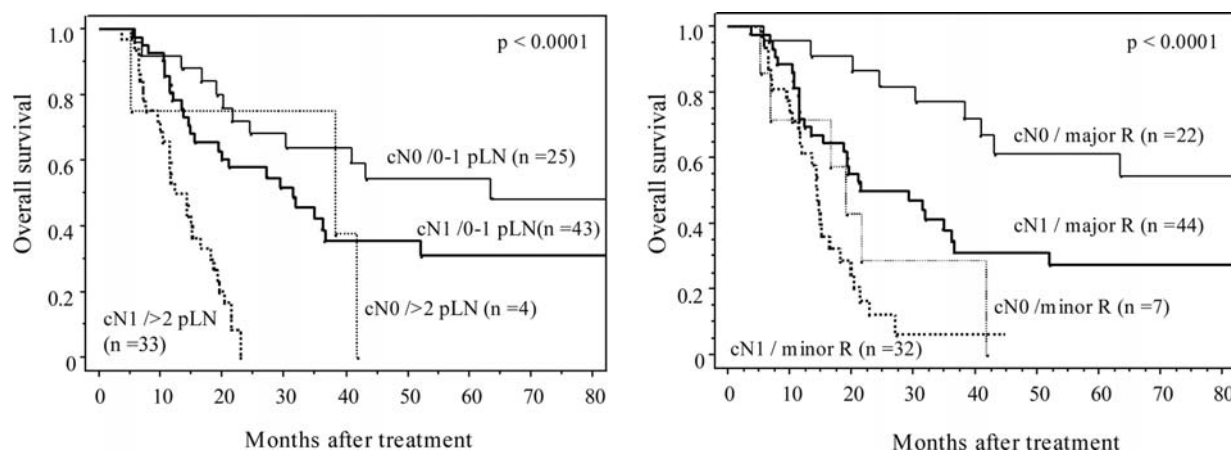 1.0
p < 0.0001
0.8
0.6
0.4
0.2
0
Overall survival
cN0 /0-1 pLN (n =25)
cN1 /0-1 pLN(n =43)
cN0 />2 pLN (n =4)
cN1 />2 pLN
(n =33)
0 10 20 30 40 50 60 70 80
Months after treatment
1.0
p < 0.0001
0.8
0.6
0.4
0.2
0
Overall survival
cN0 / major R (n =22)
cN1 / major R (n =44)
cN0 /minor R (n =7)
cN1 / minor R (n =32)
0 10 20 30 40 50 60 70 80
Months after treatment